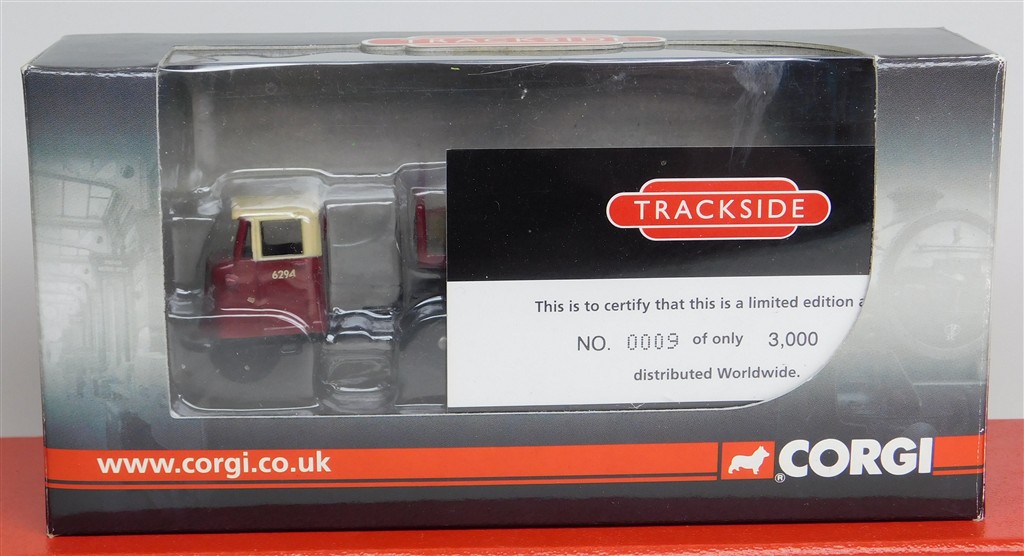 TRACKSIDE
TRACKSIDE
This is to certify that this is a limited edition
NO. 0009 of only 3,000
distributed Worldwide.
6294
www.corgi.co.uk
® CORGI